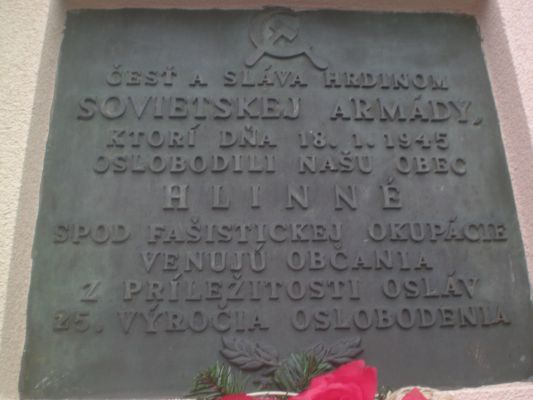 ČESŤ A SLÁVA HRDINOM
SOVIETSKEJ ARMÁDY,
KTORÍ DŇA 18. 1. 1945
OSLOBODILI NAŠU OBEC
HLINNÉ
SPOD FAŠISTICKEJ OKUPÁCIE
VENUJÚ OBČANIA
Z PRÍLEŽITOSTI OSLÁV
25. VÝROČIA OSLOBODENIA